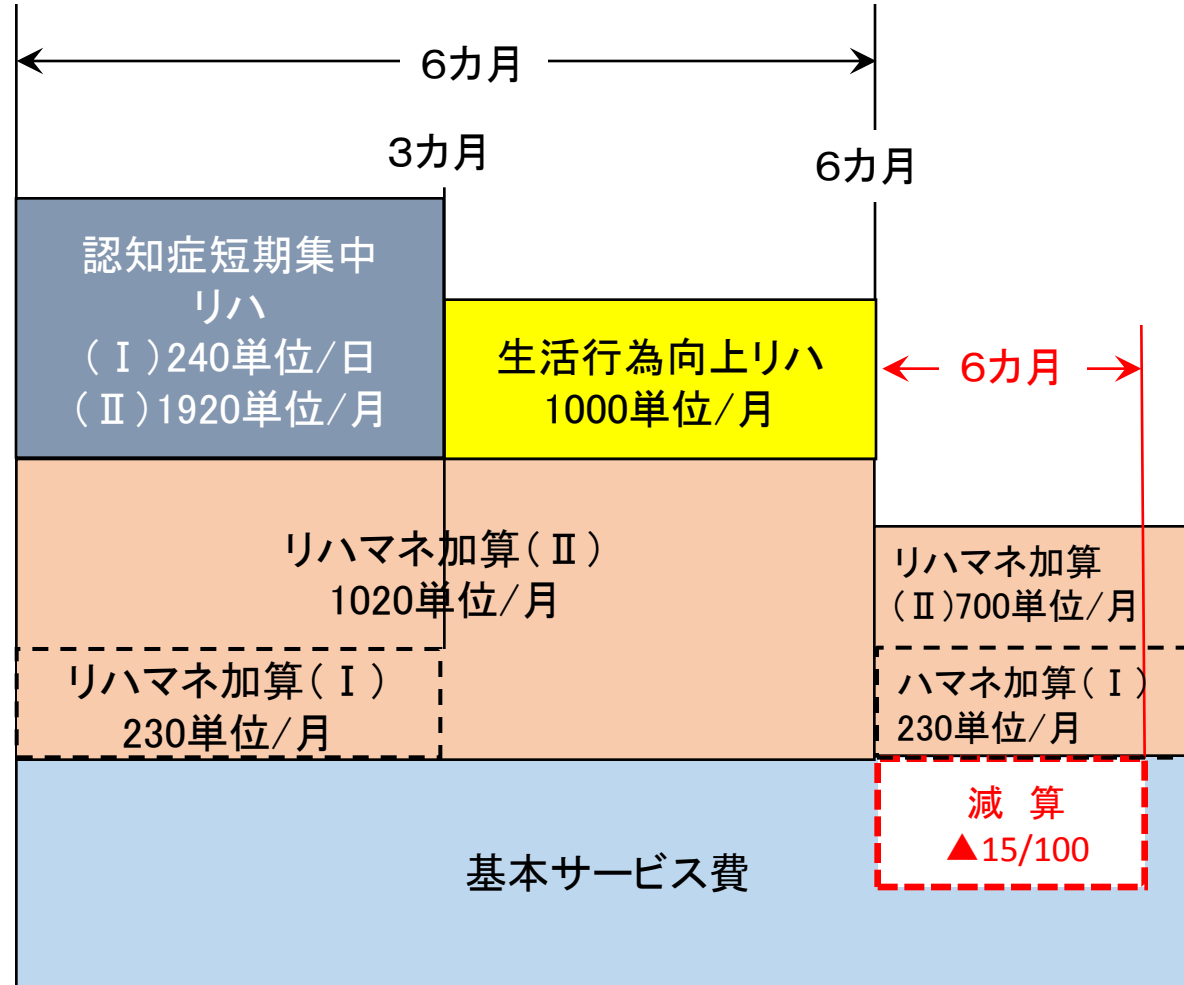 6カ月
3カ月
6カ月
認知症短期集中
リハ
(Ⅰ)240単位/日
(Ⅱ)1920単位/月
生活行為向上リハ
1000単位/月
6カ月
リハマネ加算(Ⅱ)
1020単位/月
リハマネ加算
(Ⅱ)700単位/月
リハマネ加算(Ⅰ)
230単位/月
ハマネ加算(Ⅰ)
230単位/月
減 算
▲15/100
基本サービス費